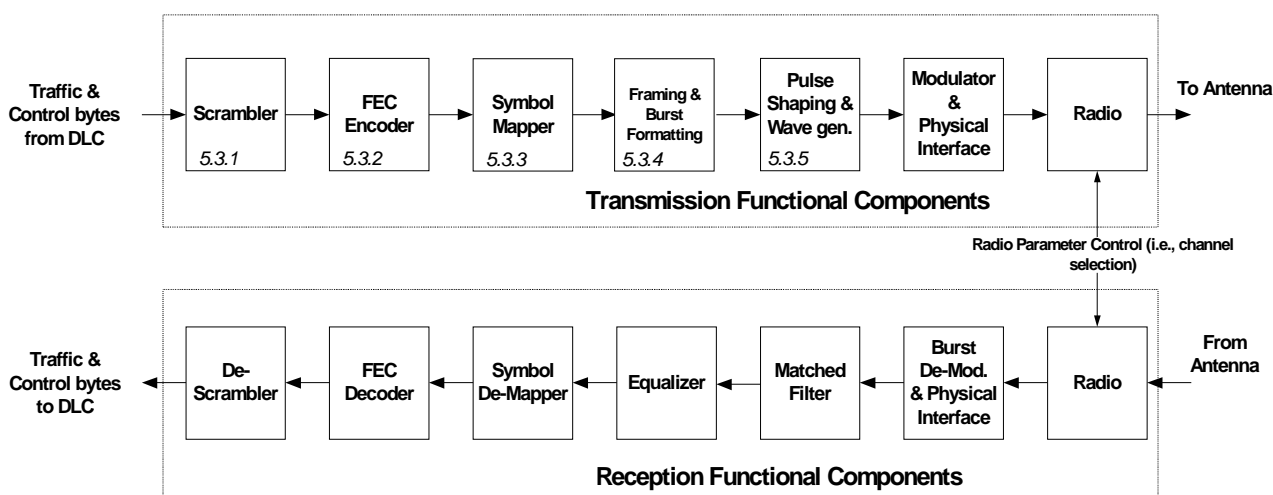 Traffic &
Control bytes
from DLC
Scrambler
5.3.1
FEC
Encoder
5.3.2
Symbol
Mapper
5.3.3
Framing &
Burst
Formatting
5.3.4
Pulse
Shaping &
Wave gen.
5.3.5
Modulator
&
Physical
Interface
Radio
To Antenna
Transmission Functional Components
Radio Parameter Control (i.e., channel
selection)
Traffic &
Control bytes
to DLC
De-
Scrambler
FEC
Decoder
Symbol
De-Mapper
Equalizer
Matched
Filter
Burst
De-Mod.
& Physical
Interface
Radio
From
Antenna
Reception Functional Components